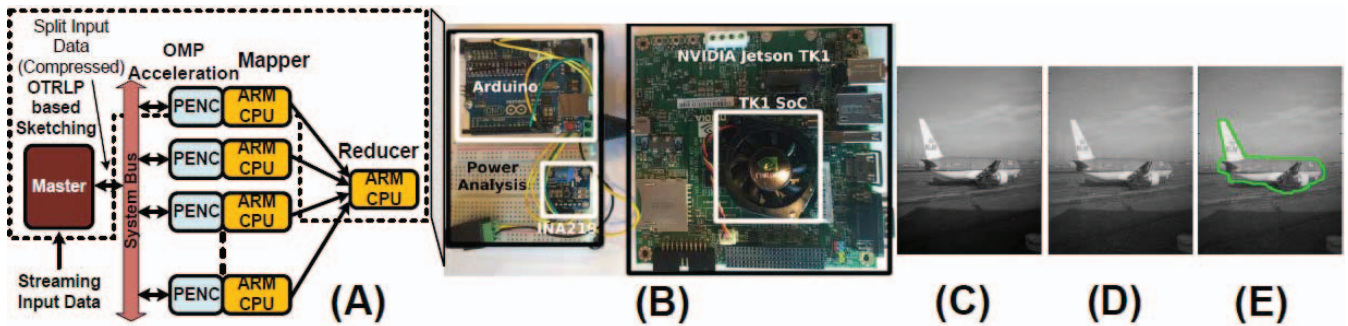 Split Input
Data
(Compressed)
OTRLP
based
Sketching
OMP
Acceleration
Mapper
PENC
ARM
CPU
PENC
ARM
CPU
PENC
ARM
CPU
PENC
ARM
CPU
Reducer
ARM
CPU
Master
System Bus
Streaming
Input Data
(A)
Arduino
Power
Analysis
INA219
NVIDIA Jetson TK1
TK1 SoC
(B)
(C)
(D)
(E)